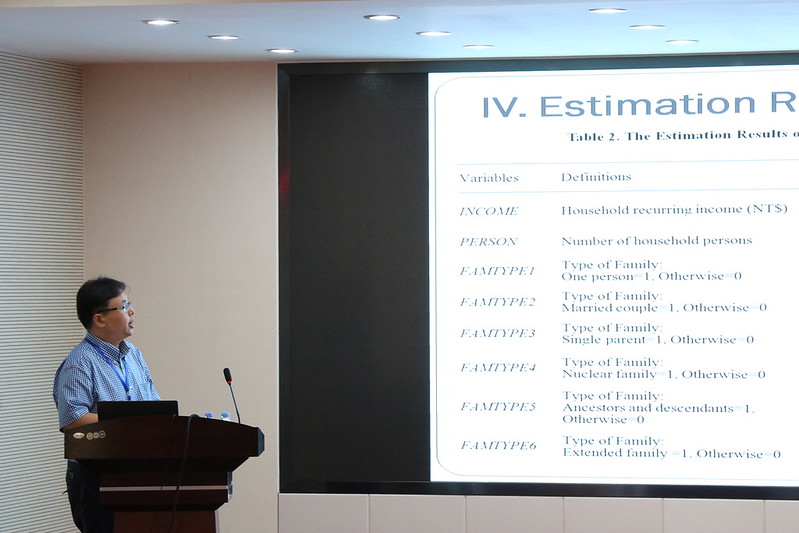 IV. Estimation R
Table 2. The Estimation Results o
Variables Definitions
INCOME Household recurring income (NT$)
PERSON Number of household persons
FAMTYPE1 Type of Family:
One person=1, Otherwise=0
FAMTYPE2 Type of Family:
Married couple=1, Otherwise=0
FAMTYPE3 Type of Family:
Single parent=1, Otherwise=0
FAMTYPE4 Type of Family:
Nuclear family=1, Otherwise=0
FAMTYPE5 Type of Family:
Ancestors and descendants=1,
Otherwise=0
FAMTYPE6 Type of Family:
Extended family =1, Otherwise=0